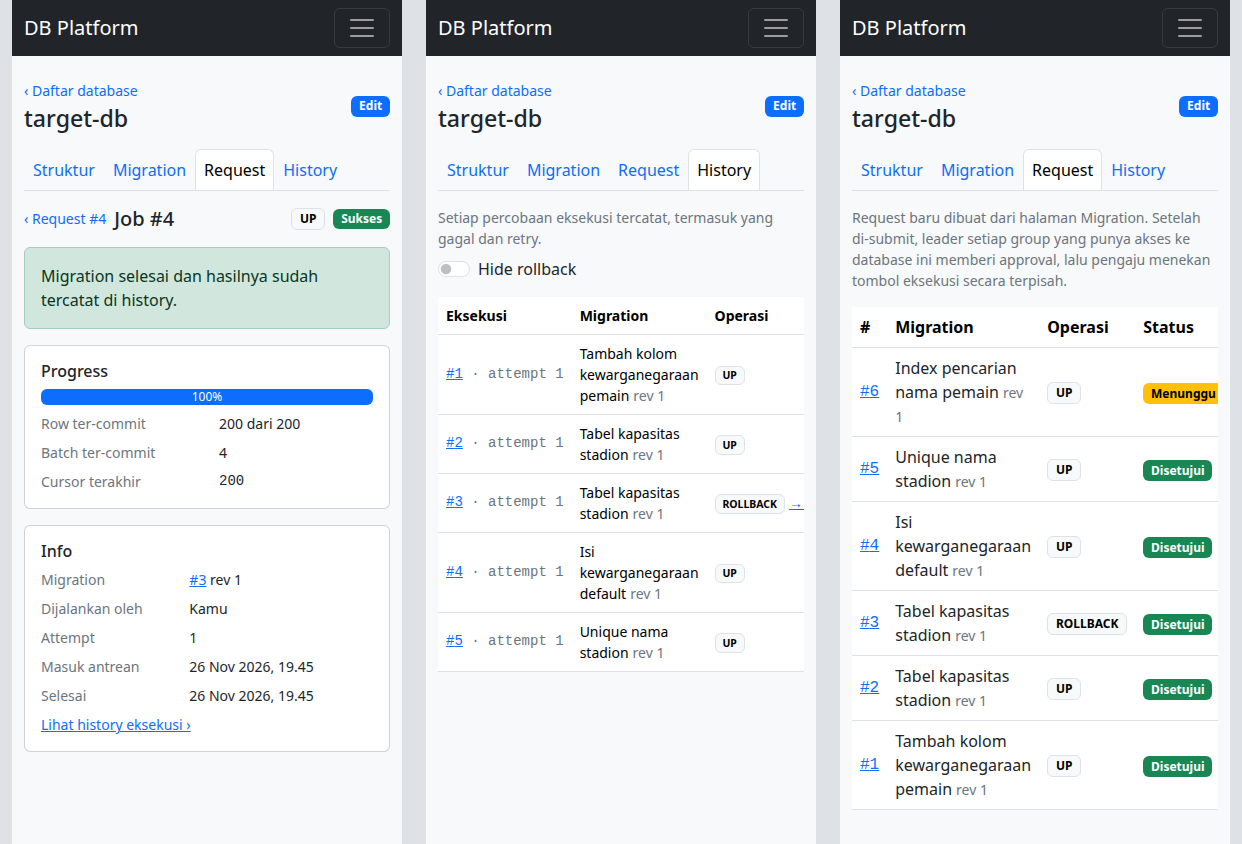 DB Platform
‹ Daftar database
target-db
Edit
Struktur Migration Request History
‹ Request #4 Job #4 UP Sukses
Migration selesai dan hasilnya sudah
tercatat di history.
Progress
100%
Row ter-commit 200 dari 200
Batch ter-commit 4
Cursor terakhir 200
Info
Migration #3 rev 1
Dijalankan oleh Kamu
Attempt 1
Masuk antrean 26 Nov 2026, 19.45
Selesai 26 Nov 2026, 19.45
Lihat history eksekusi ›
DB Platform
‹ Daftar database
target-db
Edit
Struktur Migration Request History
Setiap percobaan eksekusi tercatat, termasuk yang
gagal dan retry.
Hide rollback
Eksekusi Migration Operasi
#1 · attempt 1 Tambah kolom
kewarganegaraan
pemain rev 1 UP
#2 · attempt 1 Tabel kapasitas
stadion rev 1 UP
#3 · attempt 1 Tabel kapasitas
stadion rev 1 ROLLBACK →
#4 · attempt 1 Isi
kewarganegaraan
default rev 1 UP
#5 · attempt 1 Unique nama
stadion rev 1 UP
DB Platform
‹ Daftar database
target-db
Edit
Struktur Migration Request History
Request baru dibuat dari halaman Migration. Setelah
di-submit, leader setiap group yang punya akses ke
database ini memberi approval, lalu pengaju menekan
tombol eksekusi secara terpisah.
# Migration Operasi Status
#6 Index pencarian
nama pemain rev
1 UP Menunggu
#5 Unique nama
stadion rev 1 UP Disetujui
#4 Isi
kewarganegaraan
default rev 1 UP Disetujui
#3 Tabel kapasitas
stadion rev 1 ROLLBACK Disetujui
#2 Tabel kapasitas
stadion rev 1 UP Disetujui
#1 Tambah kolom
kewarganegaraan
pemain rev 1 UP Disetujui